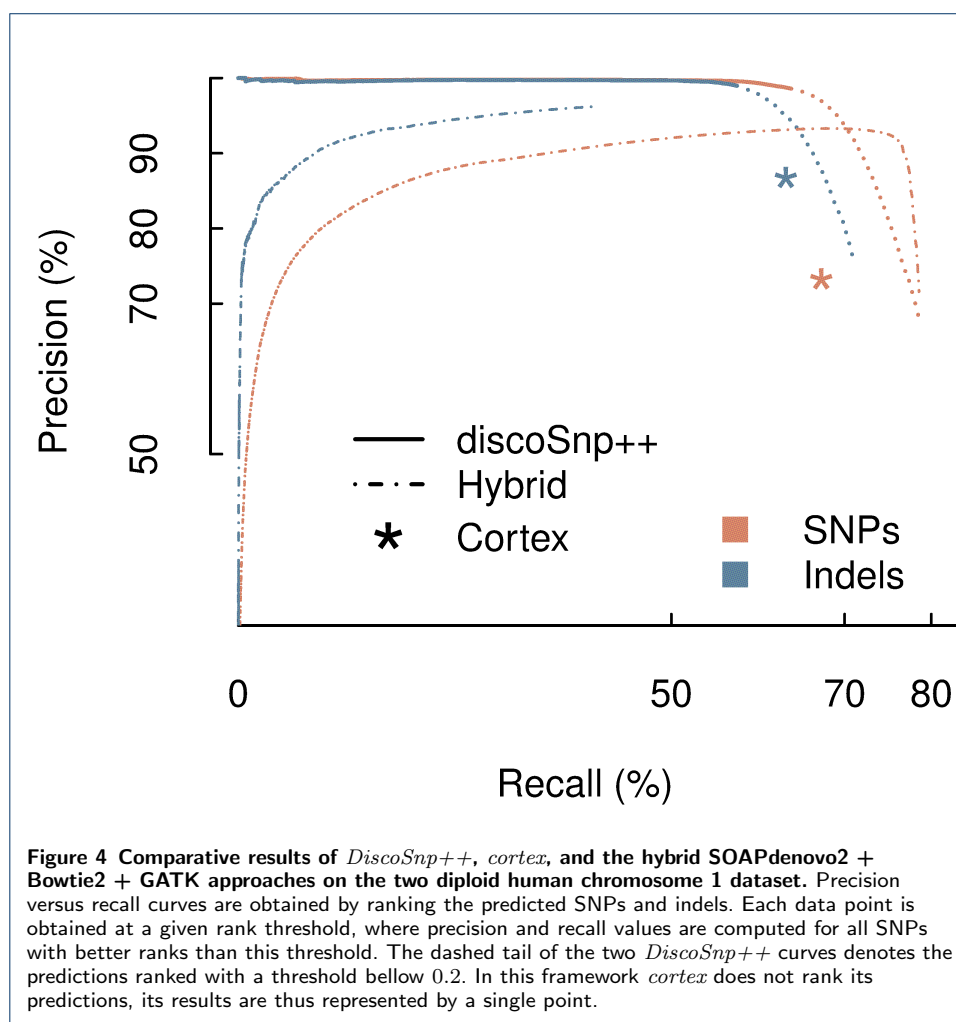 Precision (%)
90
80
70
50
discoSnp++
Hybrid
* Cortex
SNPs
Indels
0 50 70 80
Recall (%)
Figure 4 Comparative results of DiscoSnp++, cortex, and the hybrid SOAPdenovo2 +
Bowtie2 + GATK approaches on the two diploid human chromosome 1 dataset. Precision
versus recall curves are obtained by ranking the predicted SNPs and indels. Each data point is
obtained at a given rank threshold, where precision and recall values are computed for all SNPs
with better ranks than this threshold. The dashed tail of the two DiscoSnp++ curves denotes the
predictions ranked with a threshold bellow 0.2. In this framework cortex does not rank its
predictions, its results are thus represented by a single point.